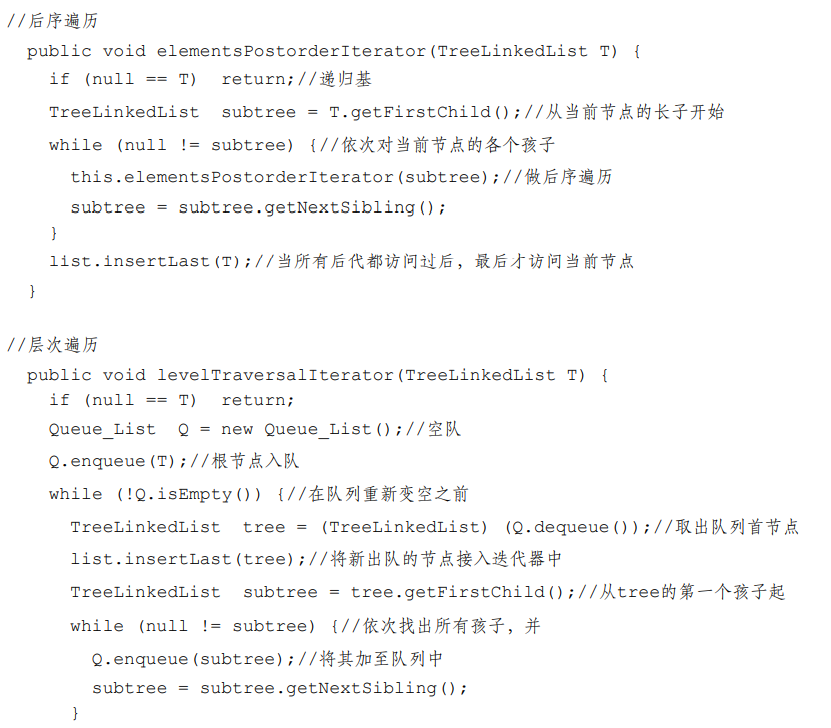 //后序遍历
public void elementsPostorderIterator(TreeLinkedList T) {
if (null == T)  return;//递归基
TreeLinkedList  subtree = T.getFirstChild();//从当前节点的长子开始
while (null != subtree) {//依次对当前节点的各个孩子
this.elementsPostorderIterator(subtree);//做后序遍历
subtree = subtree.getNextSibling();
}
list.insertLast(T);//当所有后代都访问过后，最后才访问当前节点
}
//层次遍历
public void levelTraversalIterator(TreeLinkedList T) {
if (null == T)  return;
Queue_List  Q = new Queue_List();//空队
Q.enqueue(T);//根节点入队
while (!Q.isEmpty()) {//在队列重新变空之前
TreeLinkedList  tree = (TreeLinkedList) (Q.dequeue());//取出队列首节点
list.insertLast(tree);//将新出队的节点接入迭代器中
TreeLinkedList  subtree = tree.getFirstChild();//从tree的第一个孩子起
while (null != subtree) {//依次找出所有孩子，并
Q.enqueue(subtree);//将其加至队列中
subtree = subtree.getNextSibling();
}